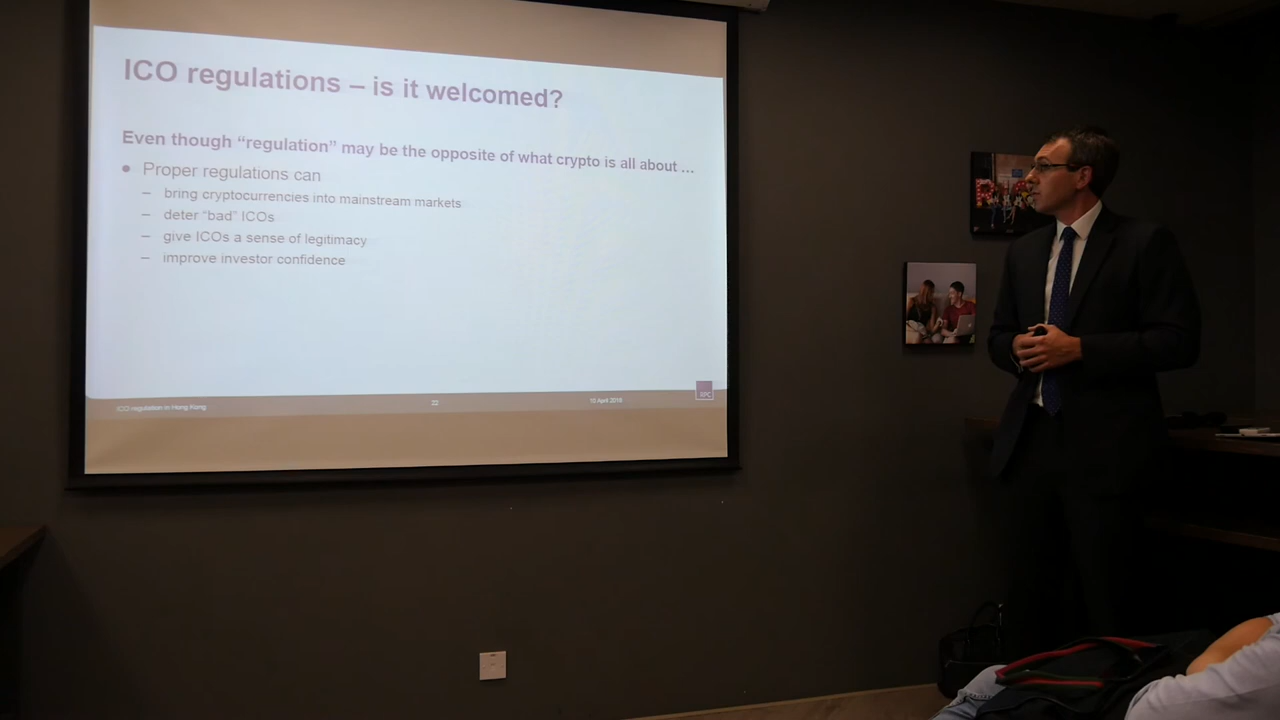 ICO regulations – is it welcomed?
Even though “regulation” may be the opposite of what crypto is all about ...
● Proper regulations can
– bring cryptocurrencies into mainstream markets
– deter “bad” ICOs
– give ICOs a sense of legitimacy
– improve investor confidence
ICO regulation in Hong Kong
22
10 April 2018
RPC